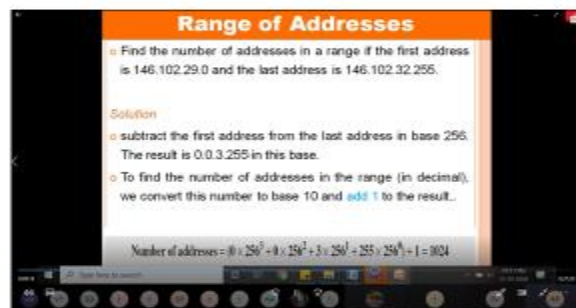 Range of Addresses
Find the number of addresses in a range if the first address
is 146.102.29.0 and the last address is 146.102.32.255.
Solution
subtract the first address from the last address in base 256.
The result is 0.0.3.255 in this base.
To find the number of addresses in the range (in decimal),
we convert this number to base 10 and add 1 to the result..
Number of addresses = (0 × 256³ + 0 × 256² + 3 × 256¹ + 255 × 256⁰) + 1 = 1024
Type here to search